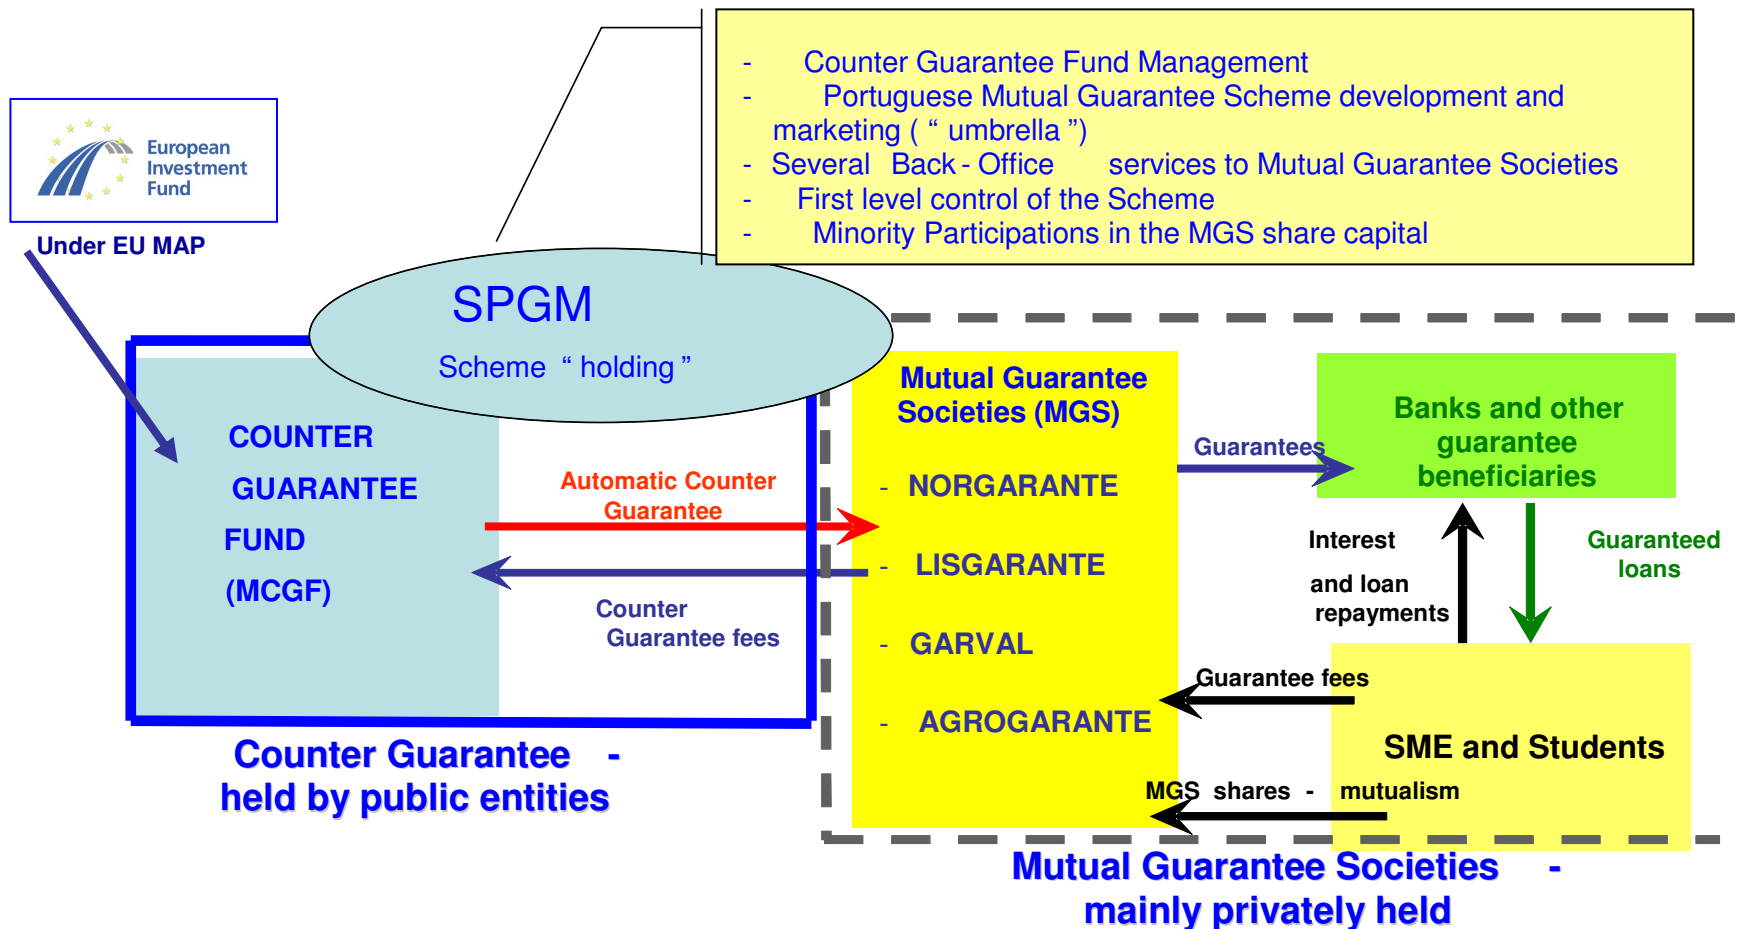 - Counter Guarantee Fund Management
- Portuguese Mutual Guarantee Scheme development and
marketing ( “ umbrella ”)
- Several Back - Office services to Mutual Guarantee Societies
- First level control of the Scheme
- Minority Participations in the MGS share capital
European
Investment
Fund
Under EU MAP
SPGM
Scheme “ holding ”
COUNTER
GUARANTEE
FUND
(MCGF)
Automatic Counter
Guarantee
Counter
Guarantee fees
Counter Guarantee -
held by public entities
Mutual Guarantee
Societies (MGS)
- NORGARANTE
- LISGARANTE
- GARVAL
- AGROGARANTE
Guarantees
Banks and other
guarantee
beneficiaries
Interest
and loan
repayments
Guaranteed
loans
Guarantee fees
SME and Students
MGS shares - mutualism
Mutual Guarantee Societies -
mainly privately held